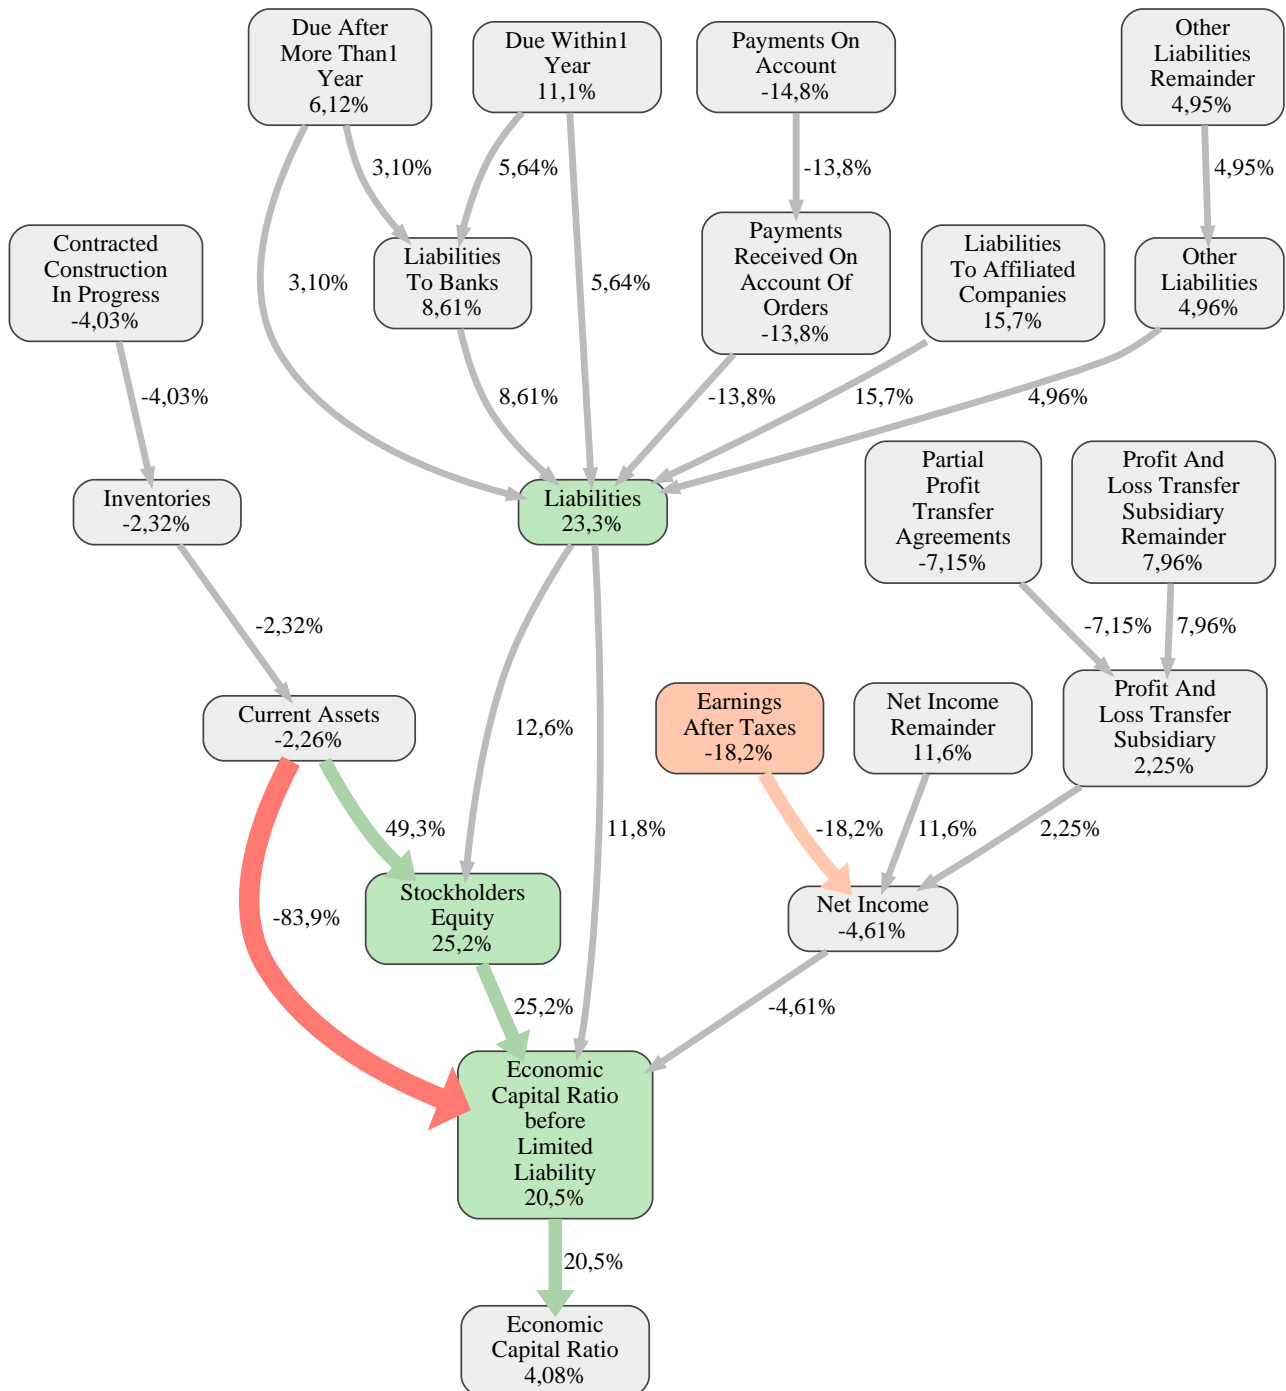 Due After
More Than1
Year
6,12%
Due Within1
Year
11,1%
Payments On
Account
-14,8%
Other
Liabilities
Remainder
4,95%
3,10%
5,64%
-13,8%
4,95%
Contracted
Construction
In Progress
-4,03%
3,10%
Liabilities
To Banks
8,61%
5,64%
Payments
Received On
Account Of
Orders
-13,8%
Liabilities
To Affiliated
Companies
15,7%
Other
Liabilities
4,96%
-4,03%
8,61%
-13,8%
15,7%
4,96%
Inventories
-2,32%
Liabilities
23,3%
Partial
Profit
Transfer
Agreements
-7,15%
Profit And
Loss Transfer
Subsidiary
Remainder
7,96%
-2,32%
-7,15%
7,96%
Current Assets
-2,26%
12,6%
Earnings
After Taxes
-18,2%
Net Income
Remainder
11,6%
Profit And
Loss Transfer
Subsidiary
2,25%
49,3%
11,8%
-18,2%
11,6%
2,25%
-83,9%
Stockholders
Equity
25,2%
Net Income
-4,61%
25,2%
-4,61%
Economic
Capital Ratio
before
Limited
Liability
20,5%
20,5%
Economic
Capital Ratio
4,08%